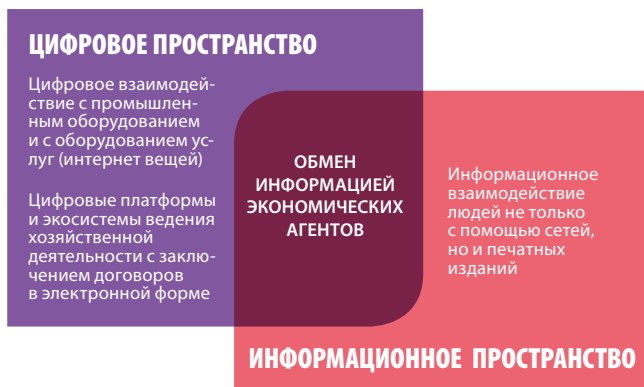 ЦИФРОВОЕ ПРОСТРАНСТВО
Цифровое взаимодей-
ствие с промышлен-
ным оборудованием
и с оборудованием ус-
луг (интернет вещей)
Цифровые платформы
и экосистемы ведения
хозяйственной
деятельности с заклю-
чением договоров
в электронной форме
ОБМЕН
ИНФОРМАЦИЕЙ
ЭКОНОМИЧЕСКИХ
АГЕНТОВ
Информационное
взаимодействие
людей не только
с помощью сетей,
но и печатных
изданий
ИНФОРМАЦИОННОЕ ПРОСТРАНСТВО